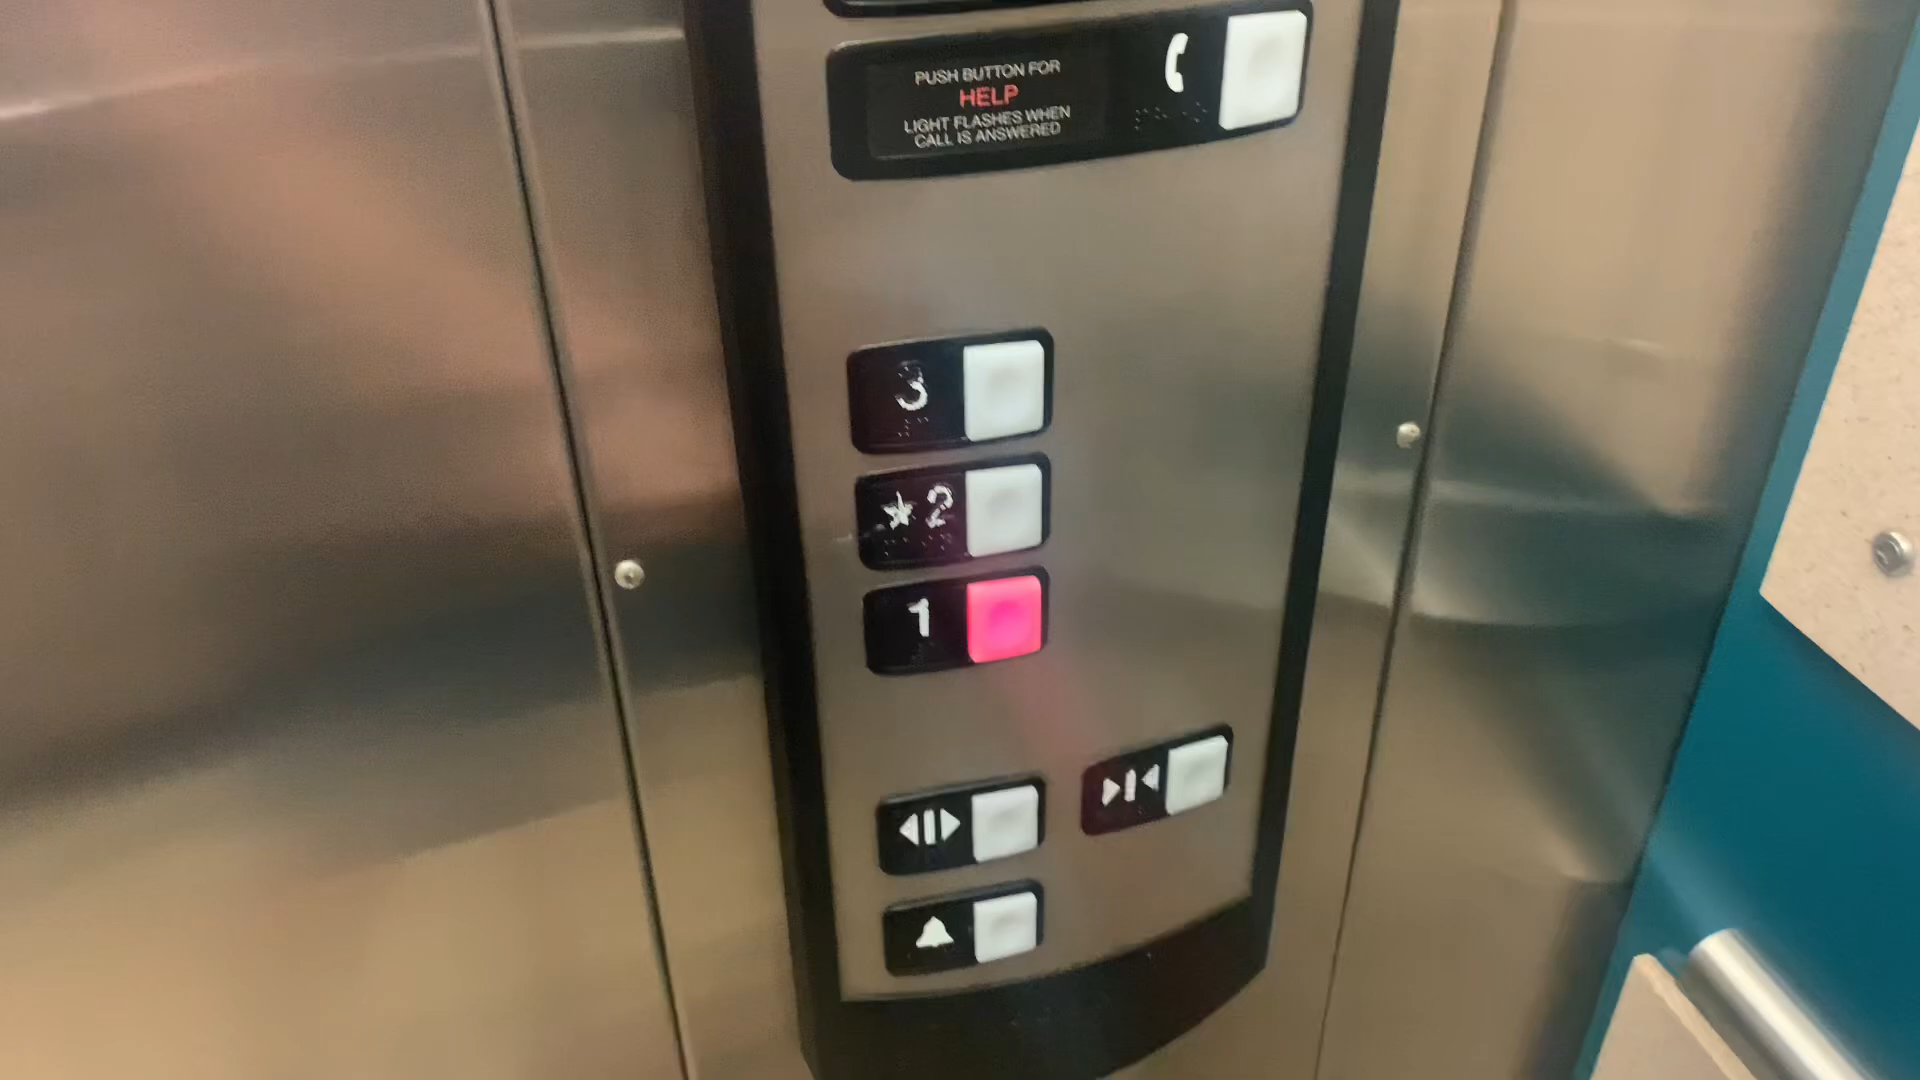 PUSH BUTTON FOR
HELP
LIGHT FLASHES WHEN
CALL IS ANSWERED
3
★2
1